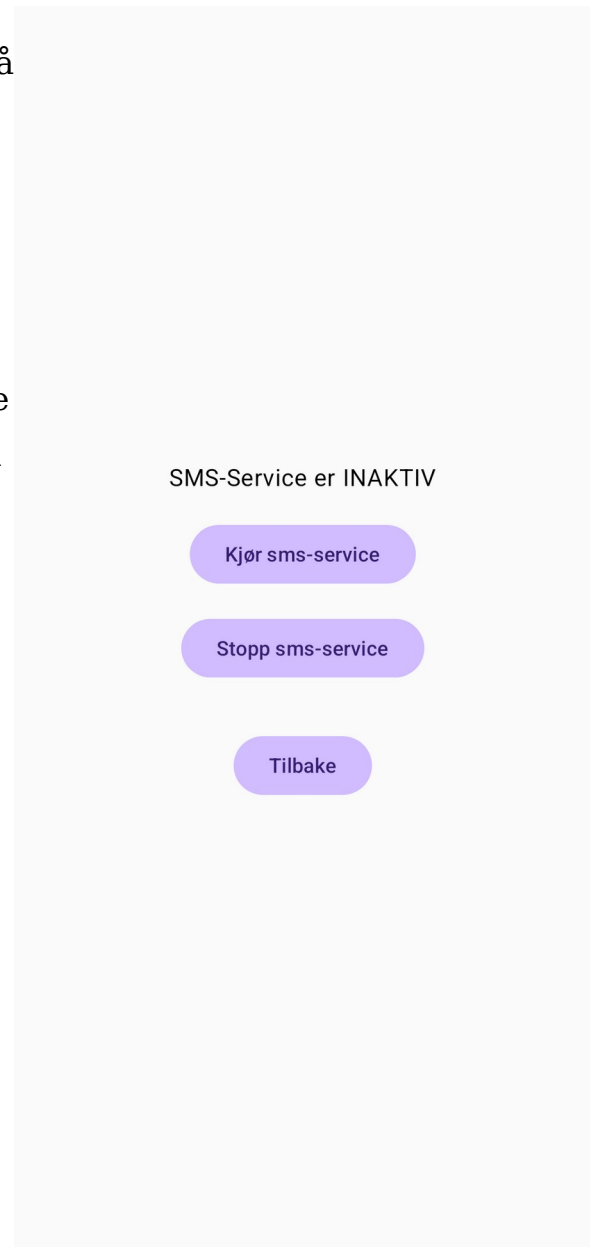 å
e
SMS-Service er INAKTIV
Kjør sms-service
Stopp sms-service
Tilbake